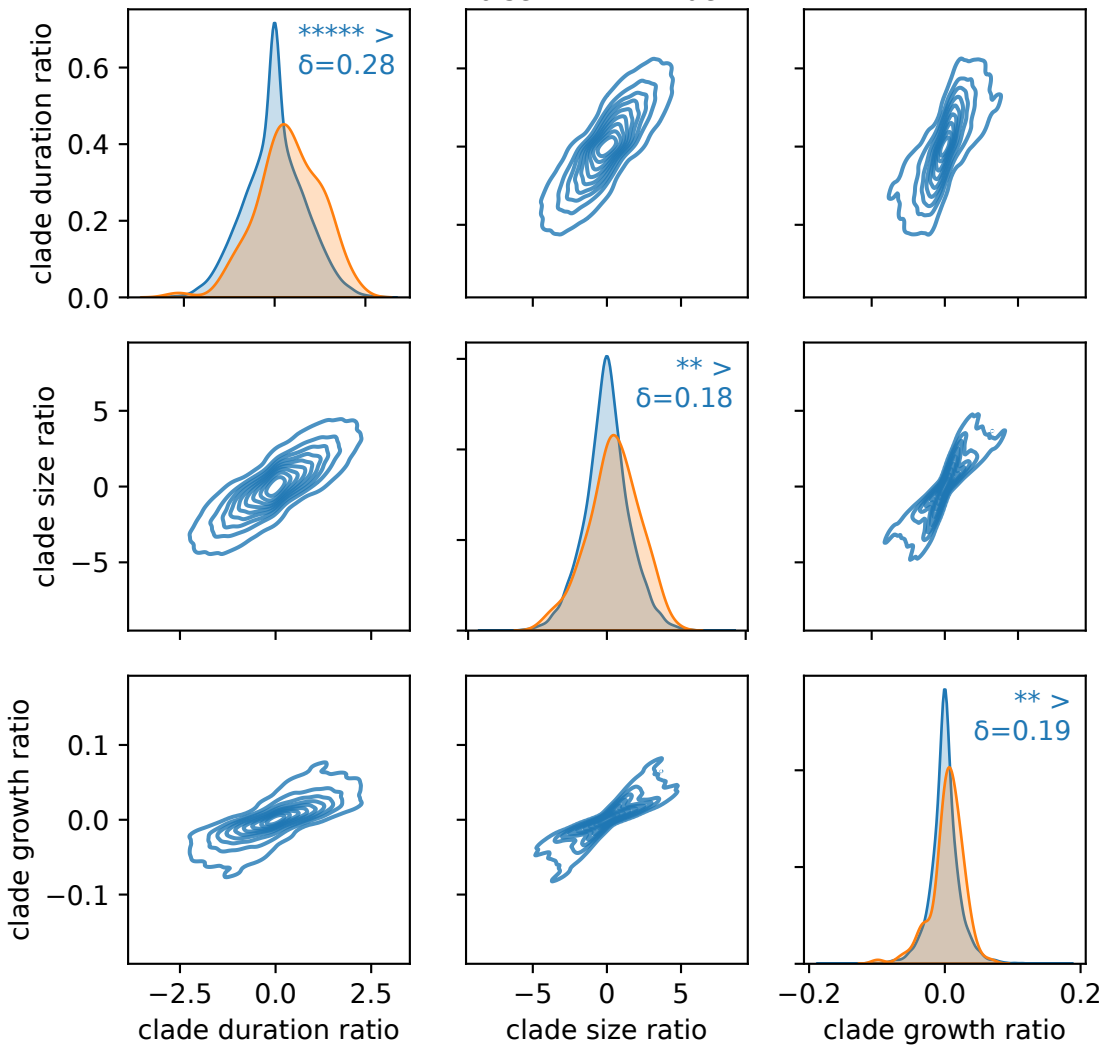 clade duration ratio
0.6
0.4
0.2
0.0
***** >
δ=0.28
clade size ratio
5
0
−5
** >
δ=0.18
clade growth ratio
0.1
0.0
−0.1
** >
δ=0.19
−2.5 0.0 2.5
clade duration ratio
−5 0 5
clade size ratio
−0.2 0.0 0.2
clade growth ratio